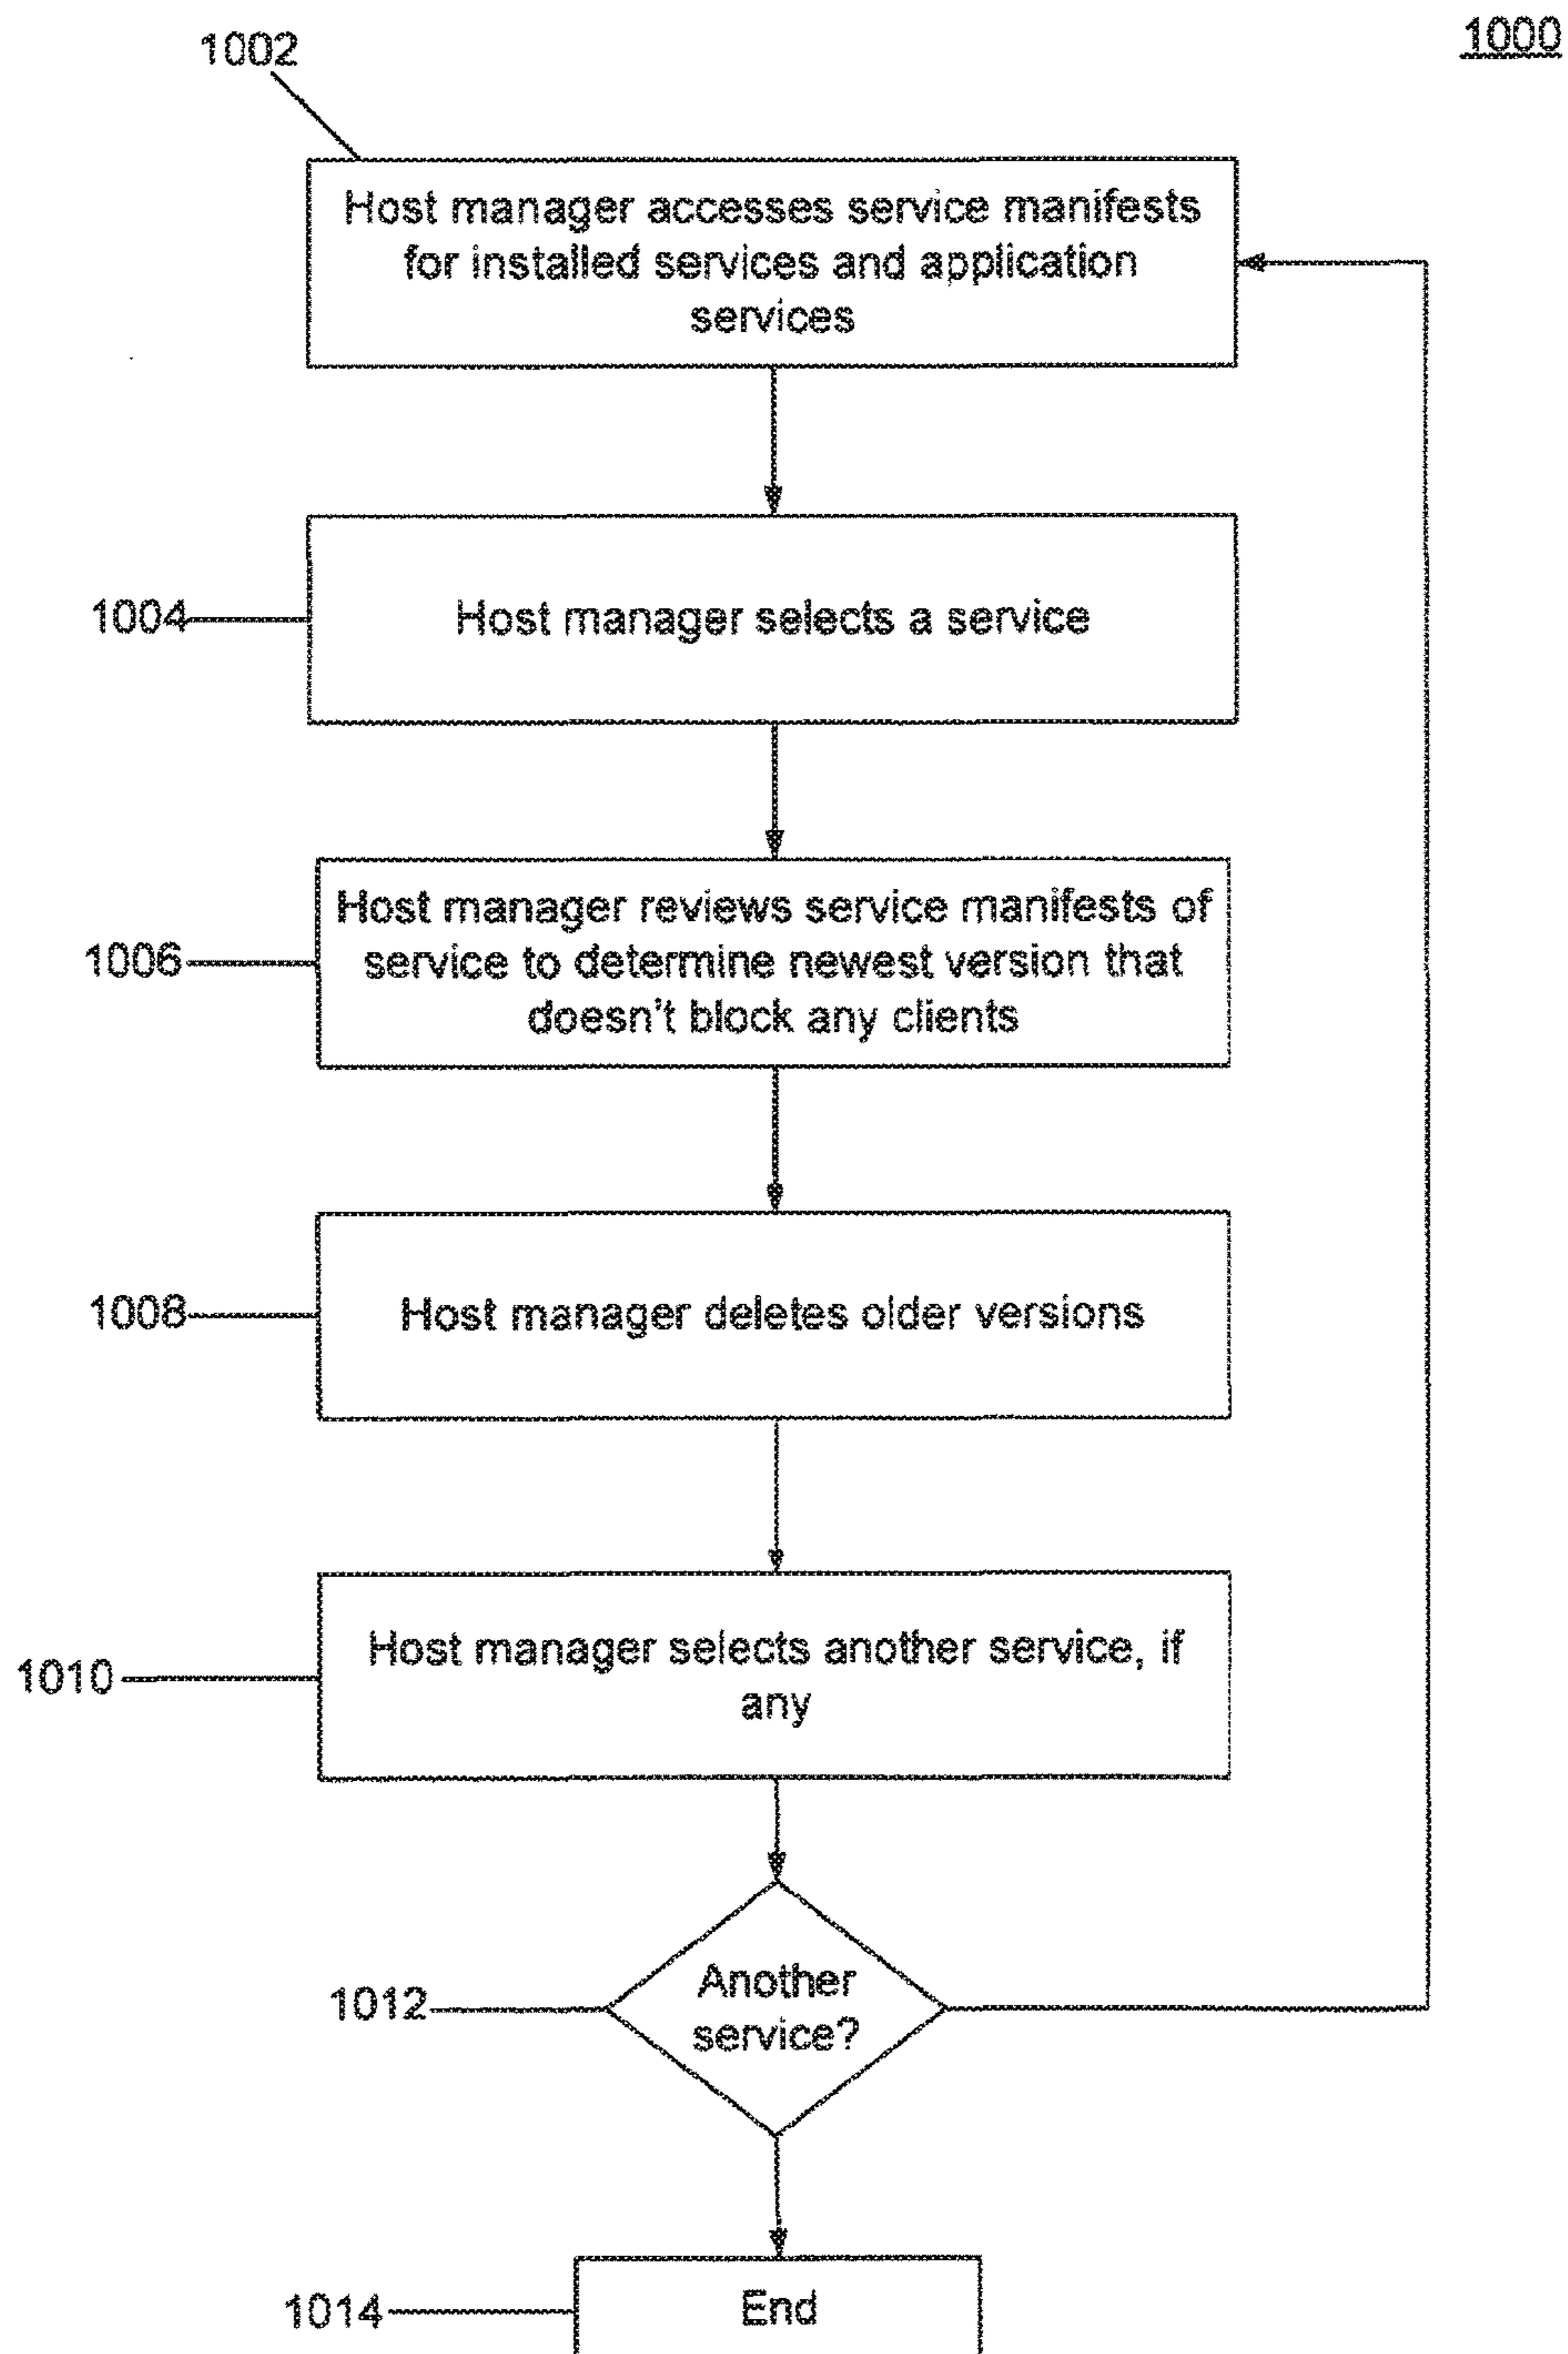 1002
1000
Host manager accesses service manifests
for installed services and application
services
1004
Host manager selects a service
Host manager reviews service manifests of
service to determine newest version that
doesn't block any clients
1006
1008
Host manager deletes older versions
Host manager selects another service, if
any
1010
Another
service?
1012
End
1014